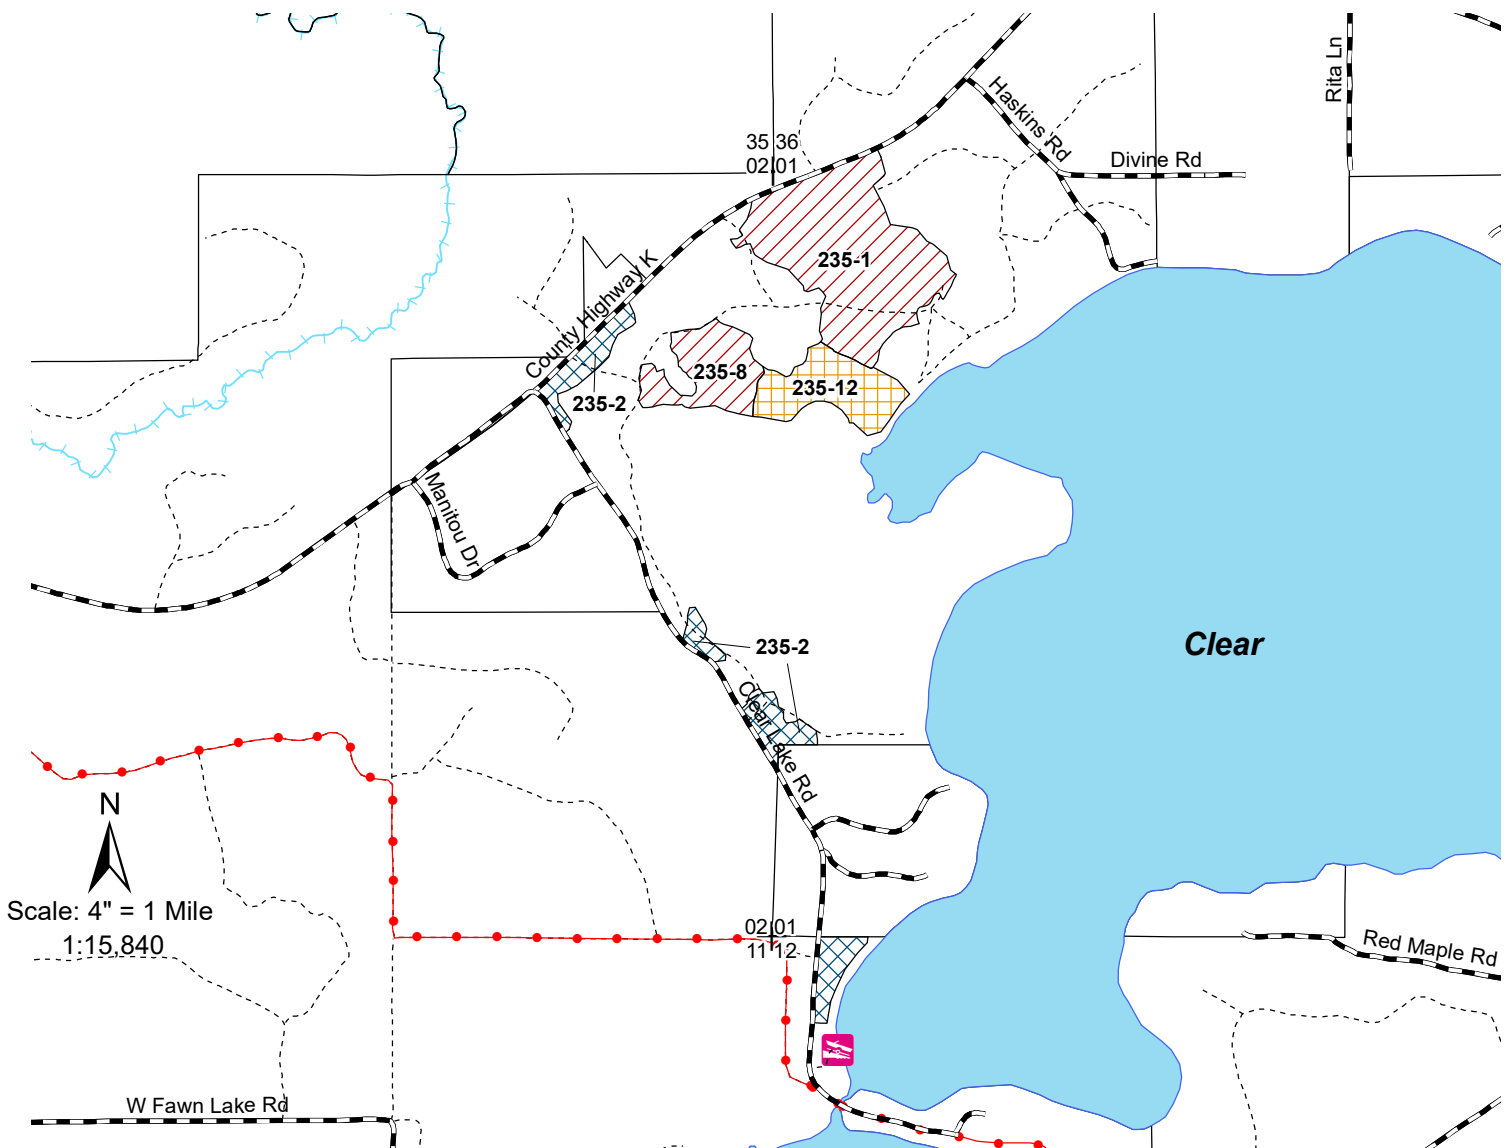 Rita Ln
Haskins Rd
35 36
02 01
Divine Rd
235-1
County Highway K
235-8
235-12
235-2
Manitou Dr
235-2
Clear
Clear Lake Rd
N
Scale: 4" = 1 Mile
1:15,840
02 01
11 12
Red Maple Rd
W Fawn Lake Rd